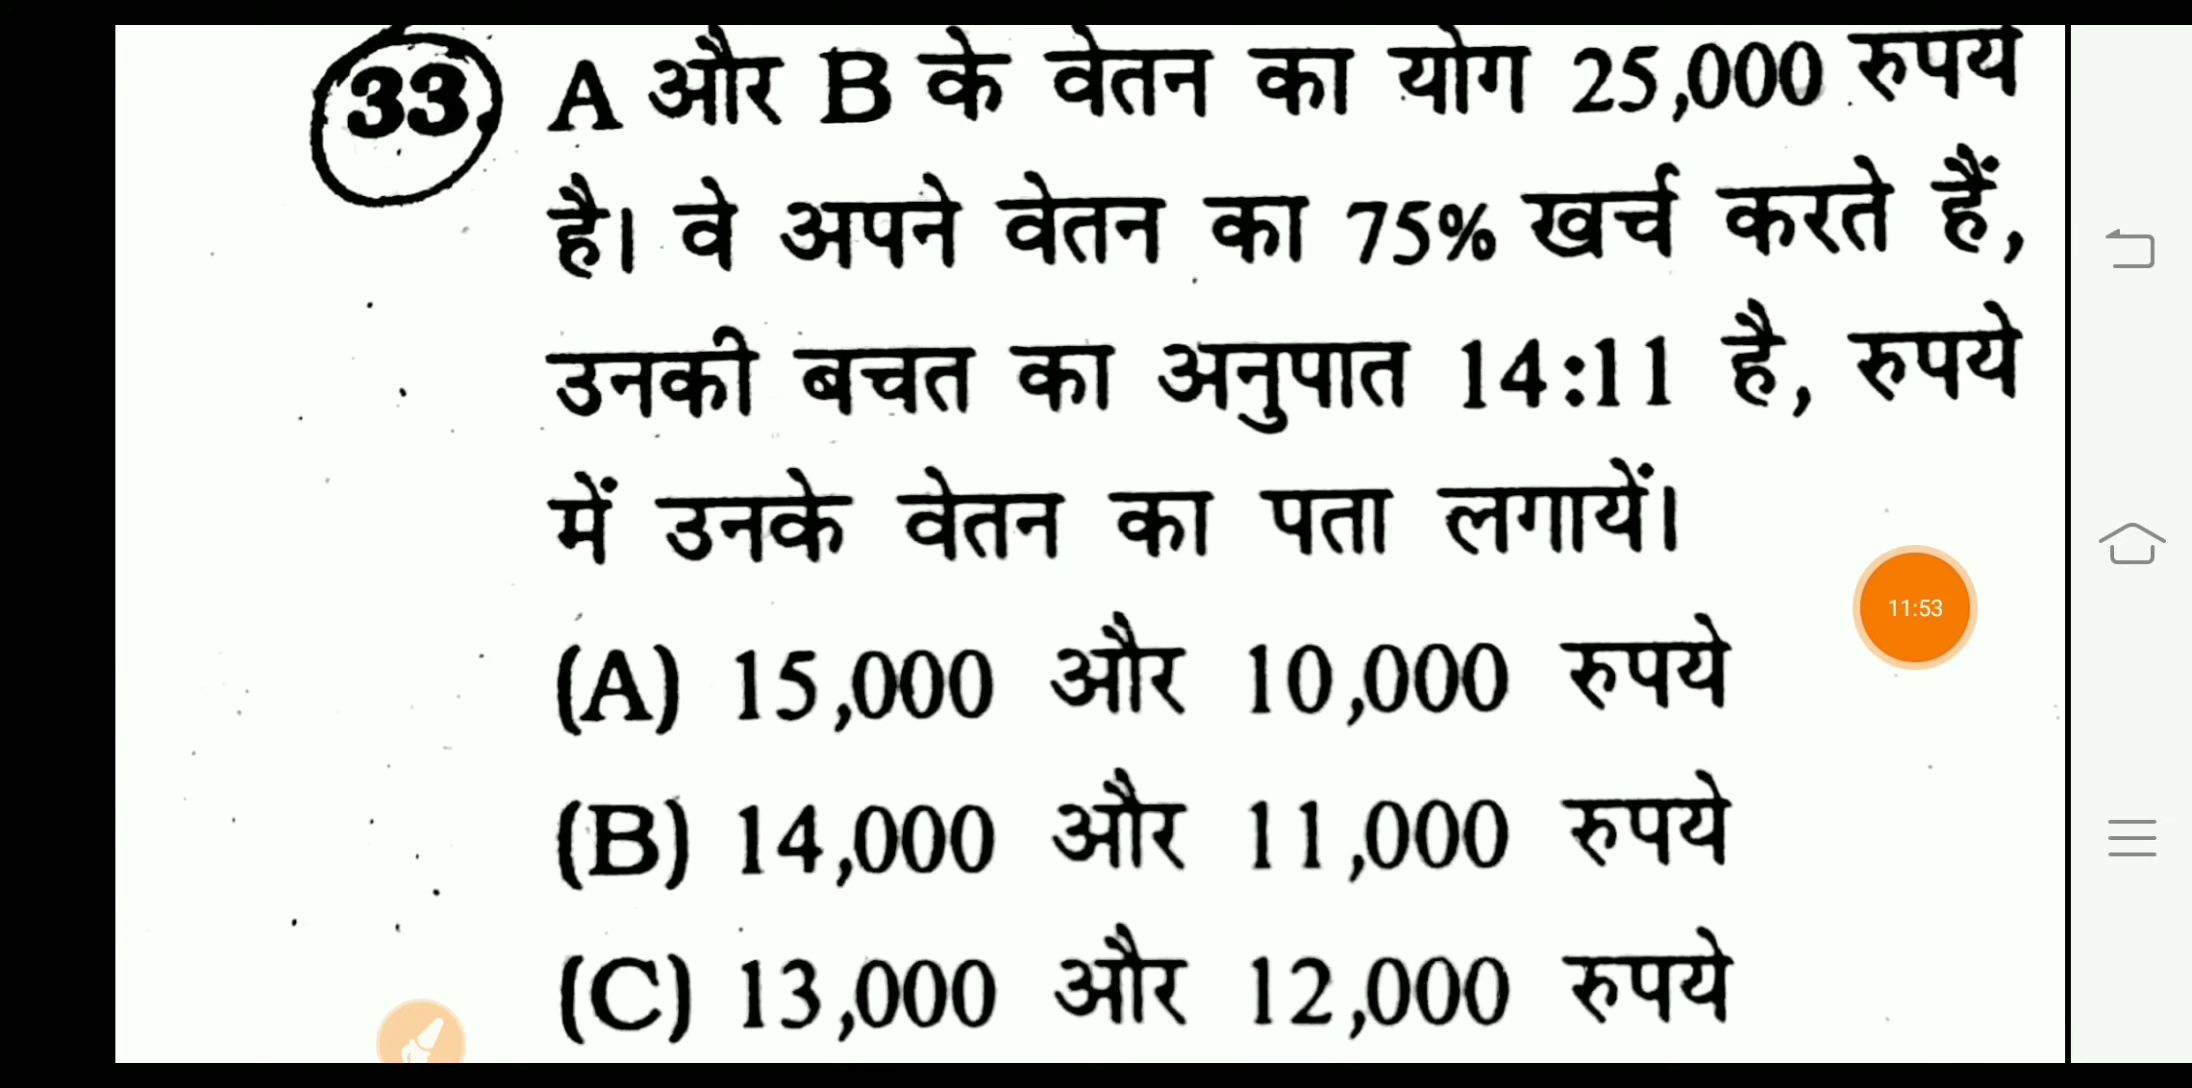 33. A और B के वेतन का योग 25,000 रुपये
है। वे अपने वेतन का 75% खर्च करते हैं,
उनकी बचत का अनुपात 14:11 है, रुपये
में उनके वेतन का पता लगायें।
11:53
(A) 15,000 और 10,000 रुपये
(B) 14,000 और 11,000 रुपये
(C) 13,000 और 12,000 रुपये